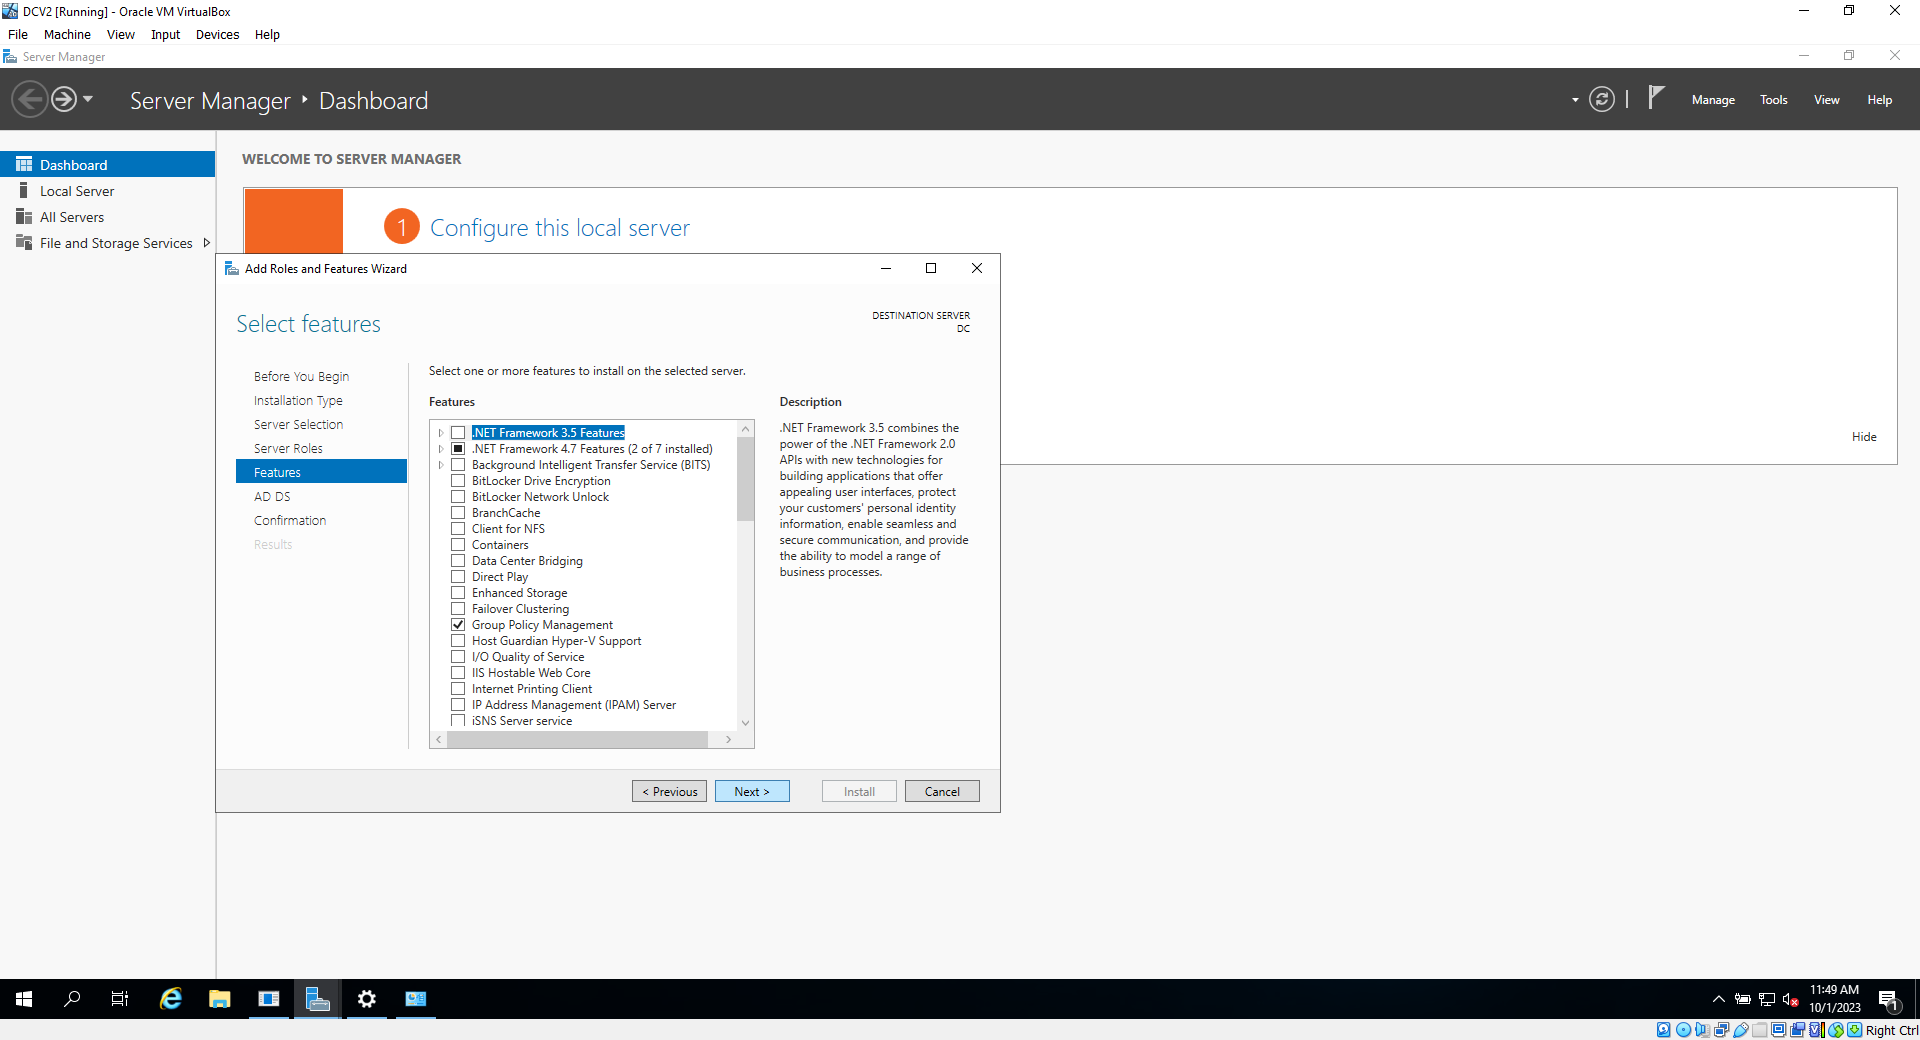 DCV2 [Running] - Oracle VM VirtualBox
File Machine View Input Devices Help
Server Manager
Server Manager Dashboard
Manage Tools View Help
Dashboard
Local Server
All Servers
File and Storage Services
WELCOME TO SERVER MANAGER
1 Configure this local server
Hide
Add Roles and Features Wizard
Select features
DESTINATION SERVER
DC
Before You Begin
Installation Type
Server Selection
Server Roles
Features
AD DS
Confirmation
Results
Select one or more features to install on the selected server.
Features
.NET Framework 3.5 Features
.NET Framework 4.7 Features (2 of 7 installed)
Background Intelligent Transfer Service (BITS)
BitLocker Drive Encryption
BitLocker Network Unlock
BranchCache
Client for NFS
Containers
Data Center Bridging
Direct Play
Enhanced Storage
Failover Clustering
Group Policy Management
Host Guardian Hyper-V Support
I/O Quality of Service
IIS Hostable Web Core
Internet Printing Client
IP Address Management (IPAM) Server
iSNS Server service
Description
.NET Framework 3.5 combines the
power of the .NET Framework 2.0
APIs with new technologies for
building applications that offer
appealing user interfaces, protect
your customers' personal identity
information, enable seamless and
secure communication, and provide
the ability to model a range of
business processes.
< Previous Next > Install Cancel
11:49 AM
10/1/2023
1
Right Ctrl